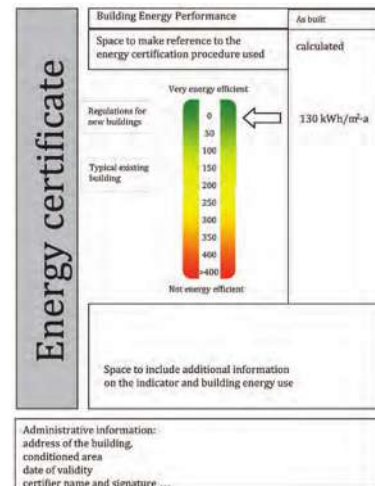 Energy certificate
Building Energy Performance
As built
Space to make reference to the
energy certification procedure used
calculated
Very energy efficient
Regulations for
new buildings
0
50
100
150
200
250
300
350
400
>400
130 kWh/m²·a
Typical existing
building
Not energy efficient
Space to include additional information
on the indicator and building energy use
Administrative information:
address of the building,
conditioned area
date of validity
certifier name and signature ...